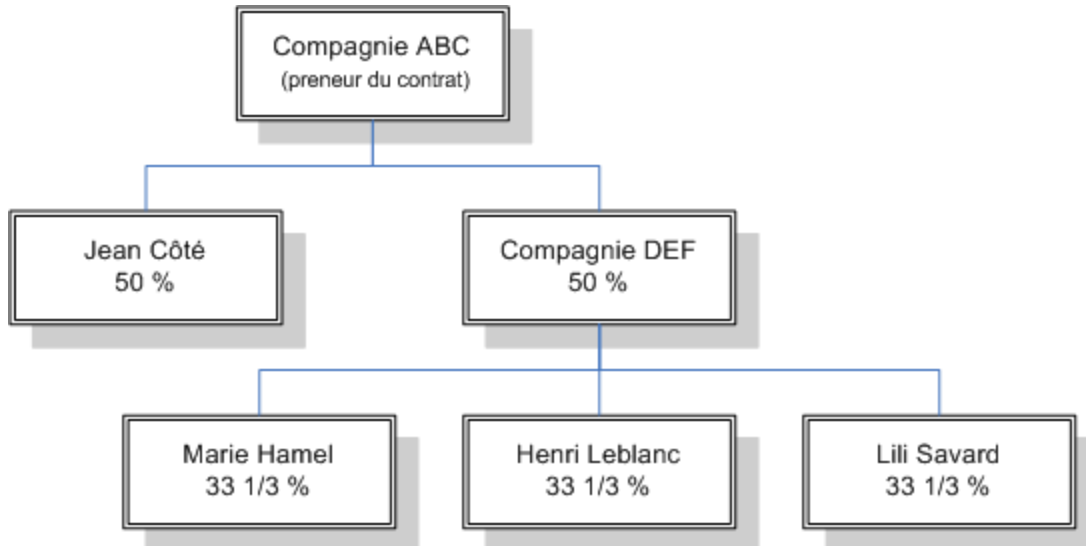 Compagnie ABC
(preneur du contrat)
Jean Côté
50 %
Compagnie DEF
50 %
Marie Hamel
33 1/3 %
Henri Leblanc
33 1/3 %
Lili Savard
33 1/3 %